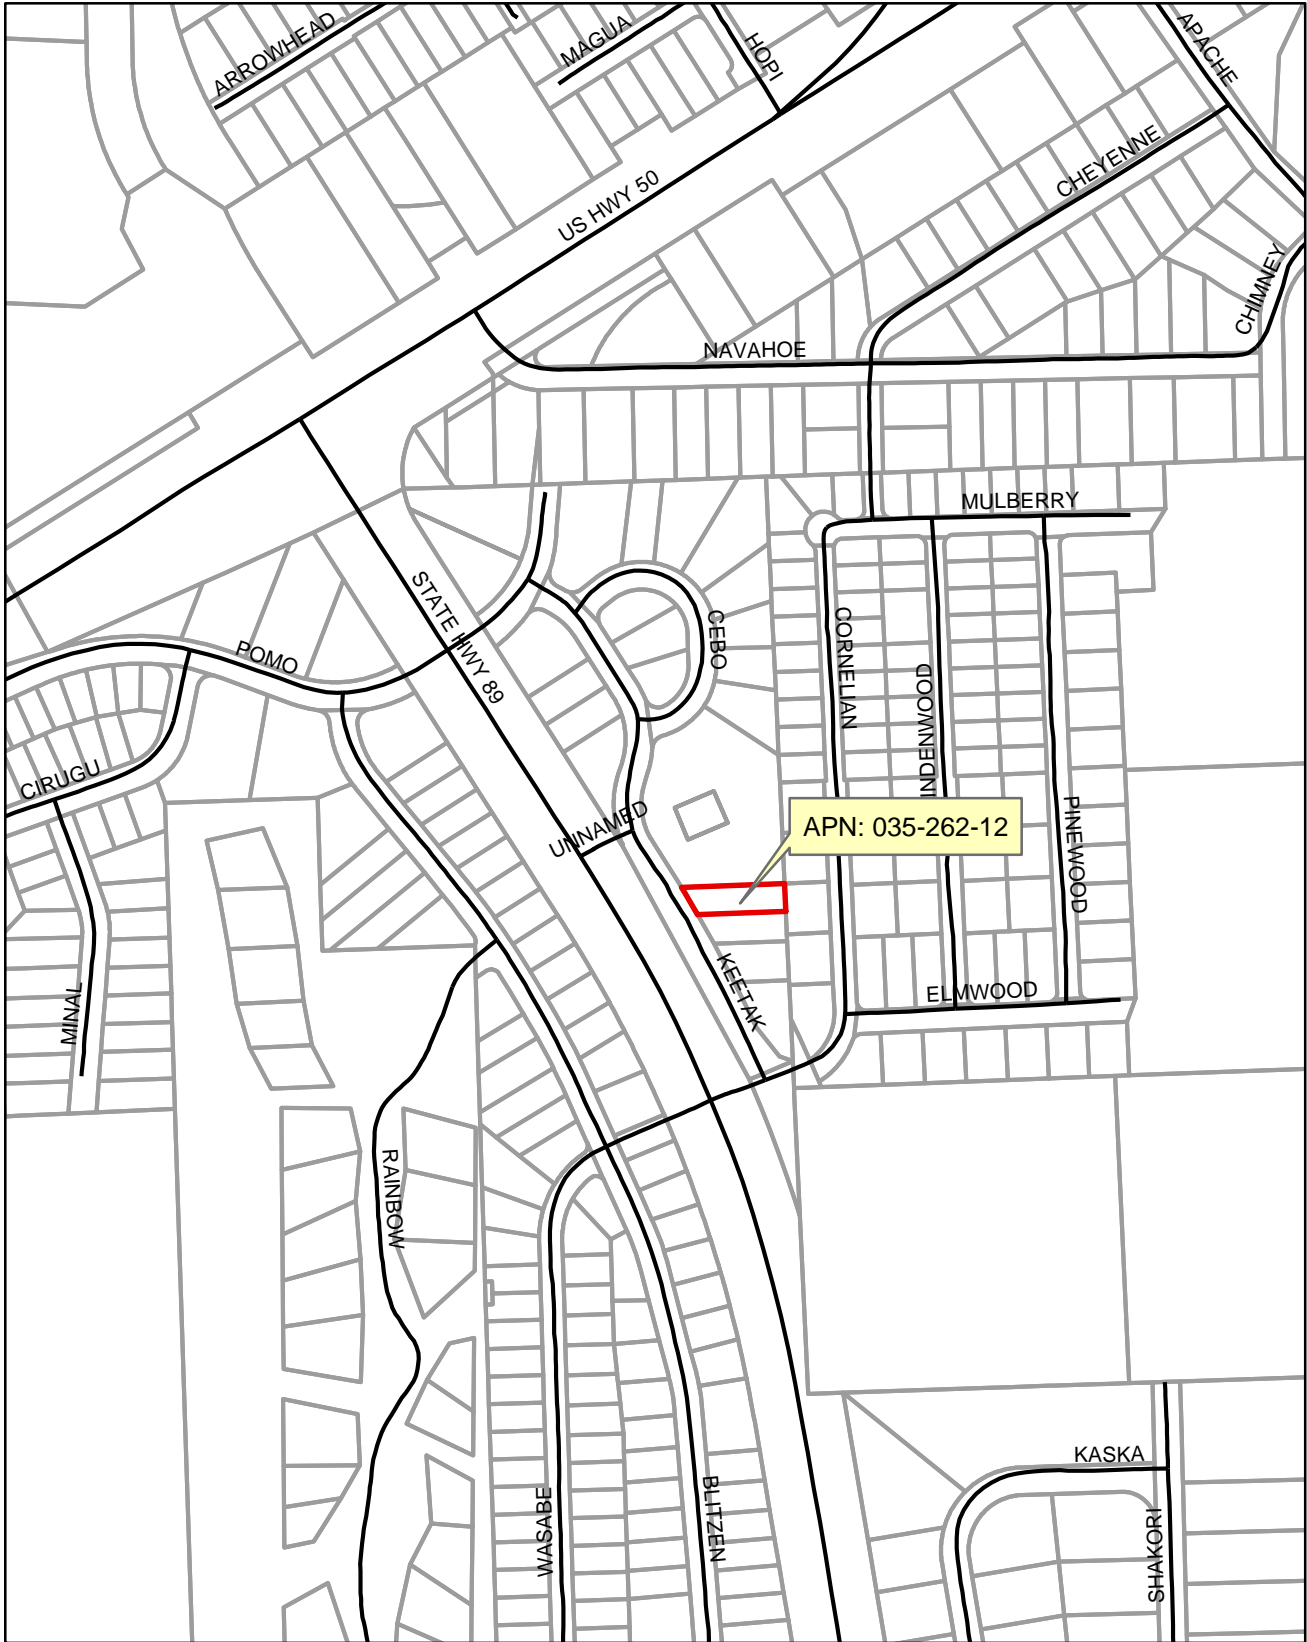 ARROWHEAD
MAGUA
HOPI
APACHE
US HWY 50
CHEYENNE
CHIMNEY
NAVAHOE
MULBERRY
STATE HWY 89
POMO
CEBO
CORNELIAN
INDENWOOD
CIRUGU
UNNAMED
APN: 035-262-12
PINEWOOD
KEETAK
ELMWOOD
MINAL
RAINBOW
KASKA
WASABE
BLITZEN
SHAKORI